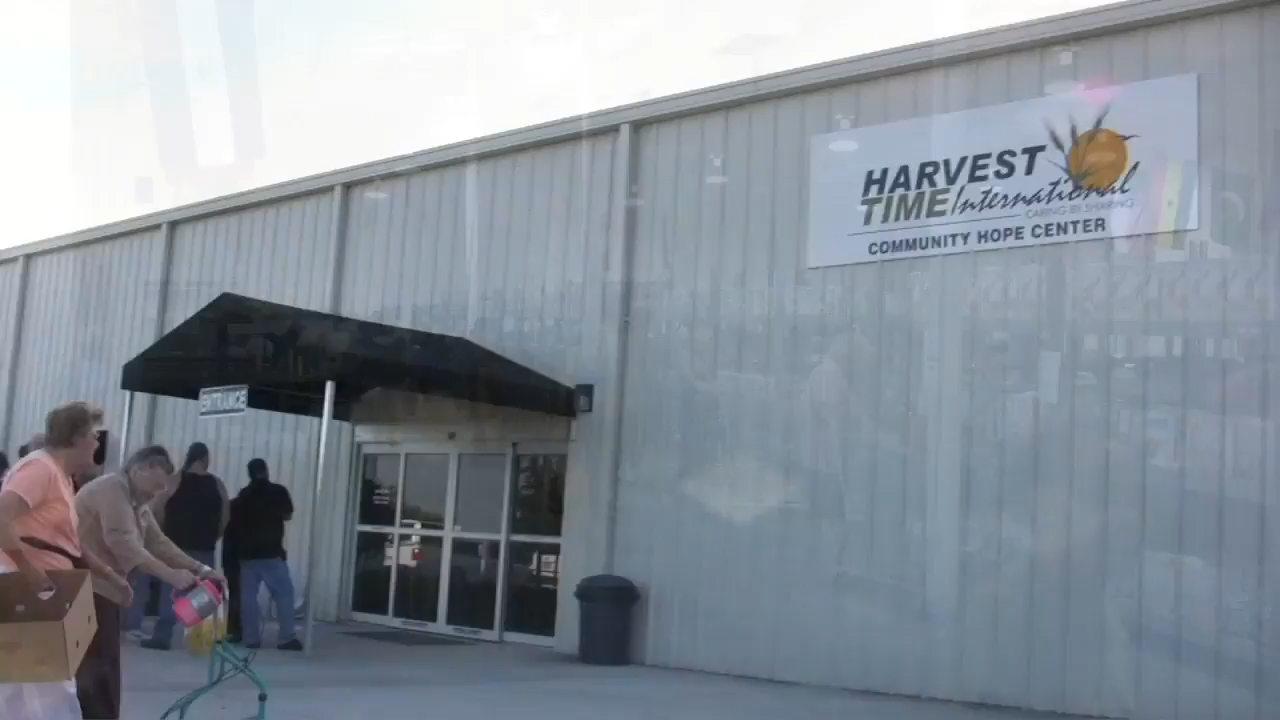 HARVEST
TIME International
CARING BY SHARING
COMMUNITY HOPE CENTER
ENTRANCE